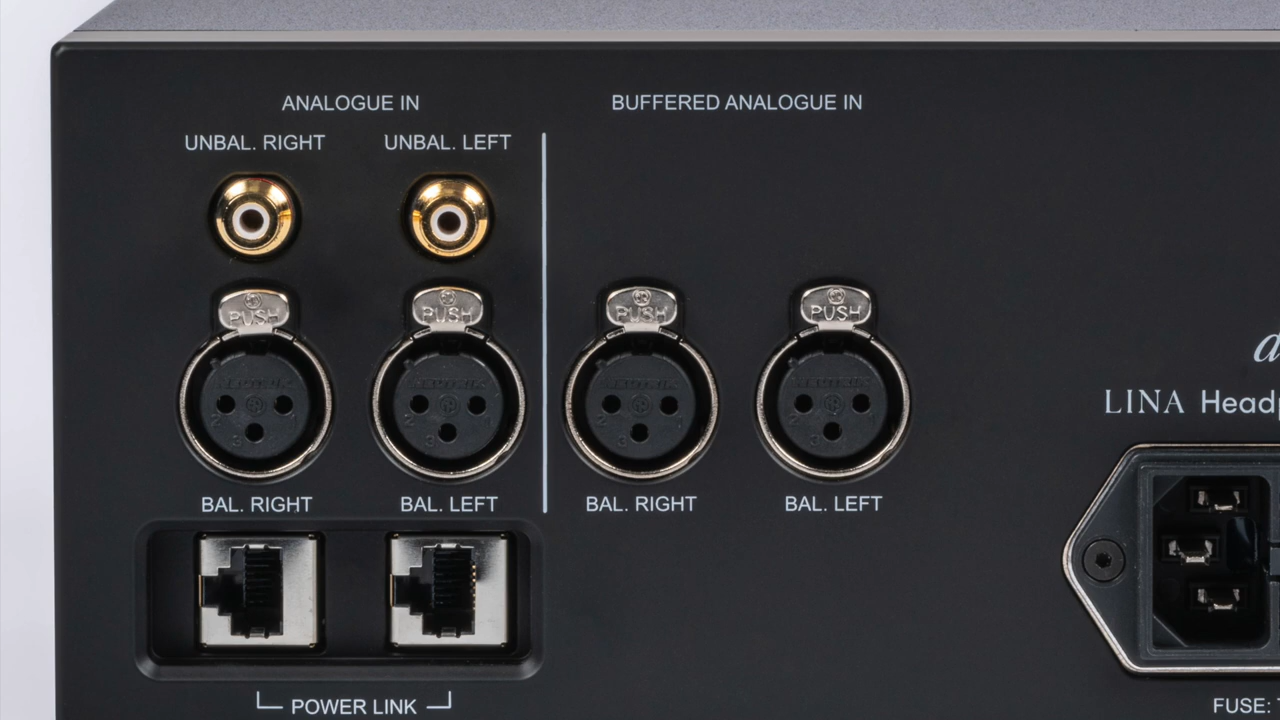 ANALOGUE IN
BUFFERED ANALOGUE IN
UNBAL. RIGHT
UNBAL. LEFT
PUSH
PUSH
PUSH
PUSH
LINA
BAL. RIGHT
BAL. LEFT
BAL. RIGHT
BAL. LEFT
POWER LINK
FUSE: